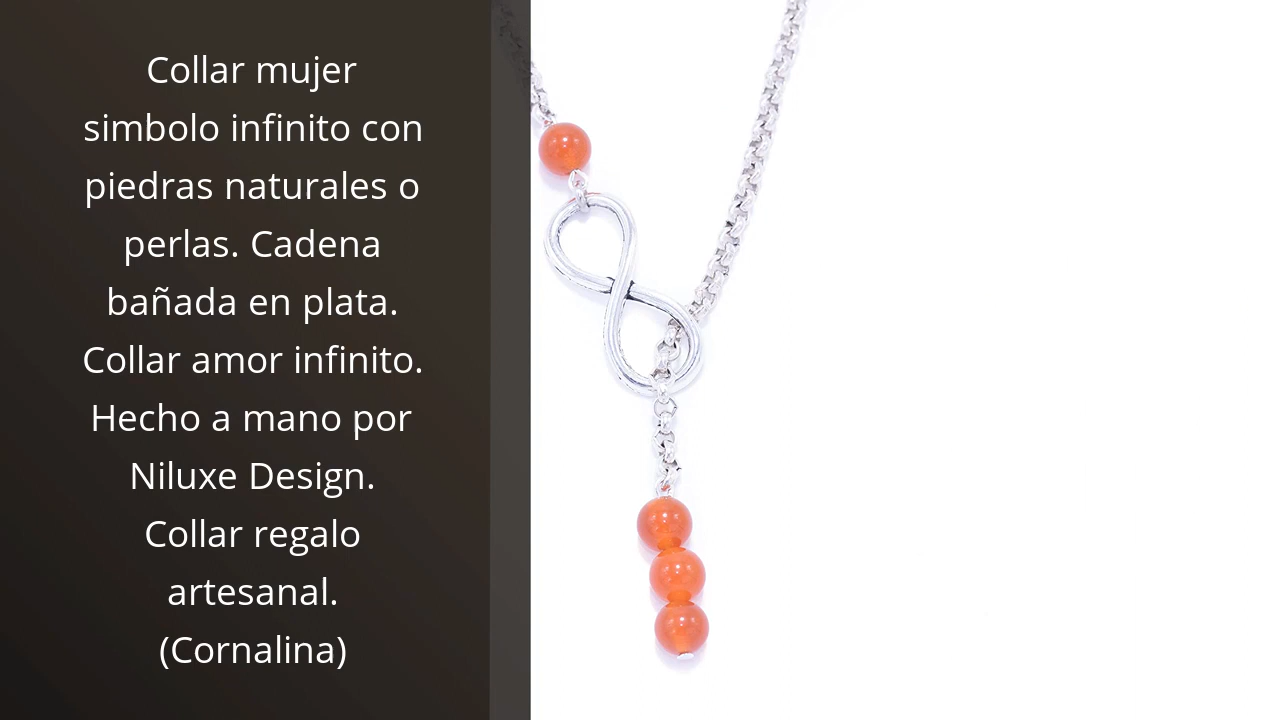 Collar mujer
simbolo infinito con
piedras naturales o
perlas. Cadena
bañada en plata.
Collar amor infinito.
Hecho a mano por
Niluxe Design.
Collar regalo
artesanal.
(Cornalina)